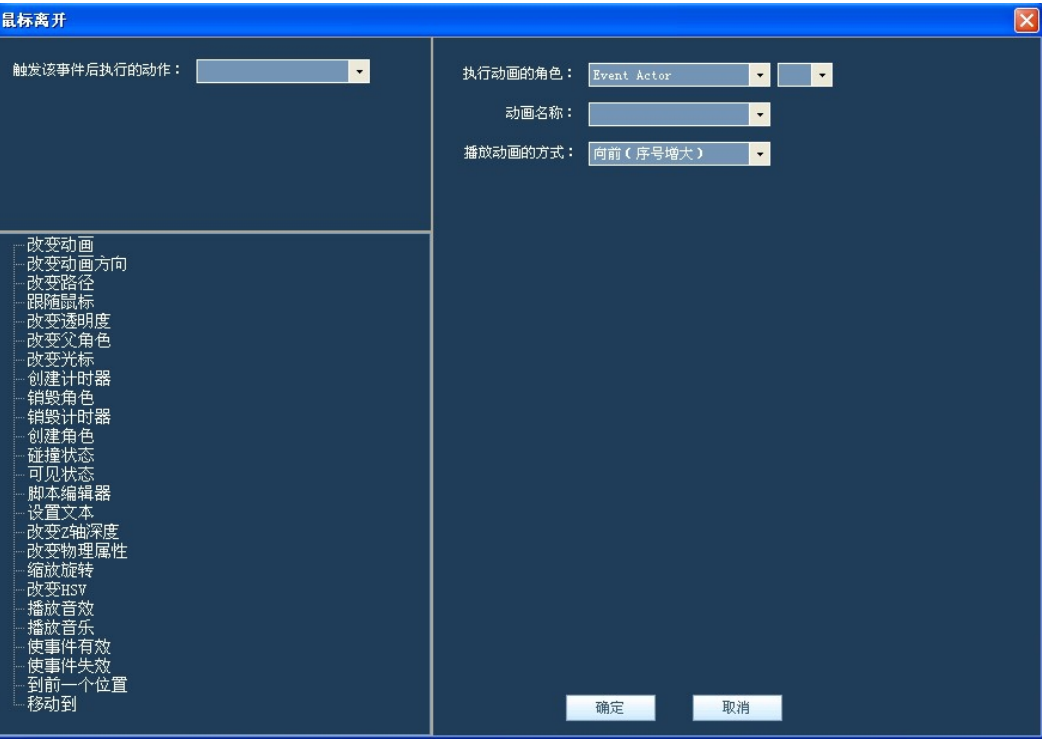 鼠标离开
触发该事件后执行的动作：
执行动画的角色： Event Actor
动画名称：
播放动画的方式： 向前(序号增大)
改变动画
改变动画方向
改变路径
跟随鼠标
改变透明度
改变父角色
改变光标
创建计时器
销毁角色
销毁计时器
创建角色
碰撞状态
可见状态
脚本编辑器
设置文本
改变Z轴深度
改变物理属性
缩放旋转
改变HSV
播放音效
播放音乐
使事件有效
使事件失效
到前一个位置
移动到
确定 取消